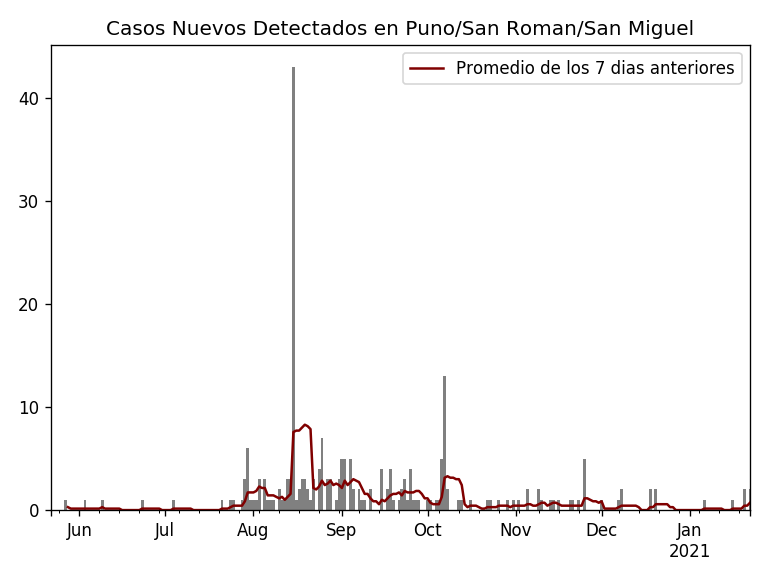 Casos Nuevos Detectados en Puno/San Roman/San Miguel
Promedio de los 7 dias anteriores
40
30
20
10
0
Jun Jul Aug Sep Oct Nov Dec Jan
2021